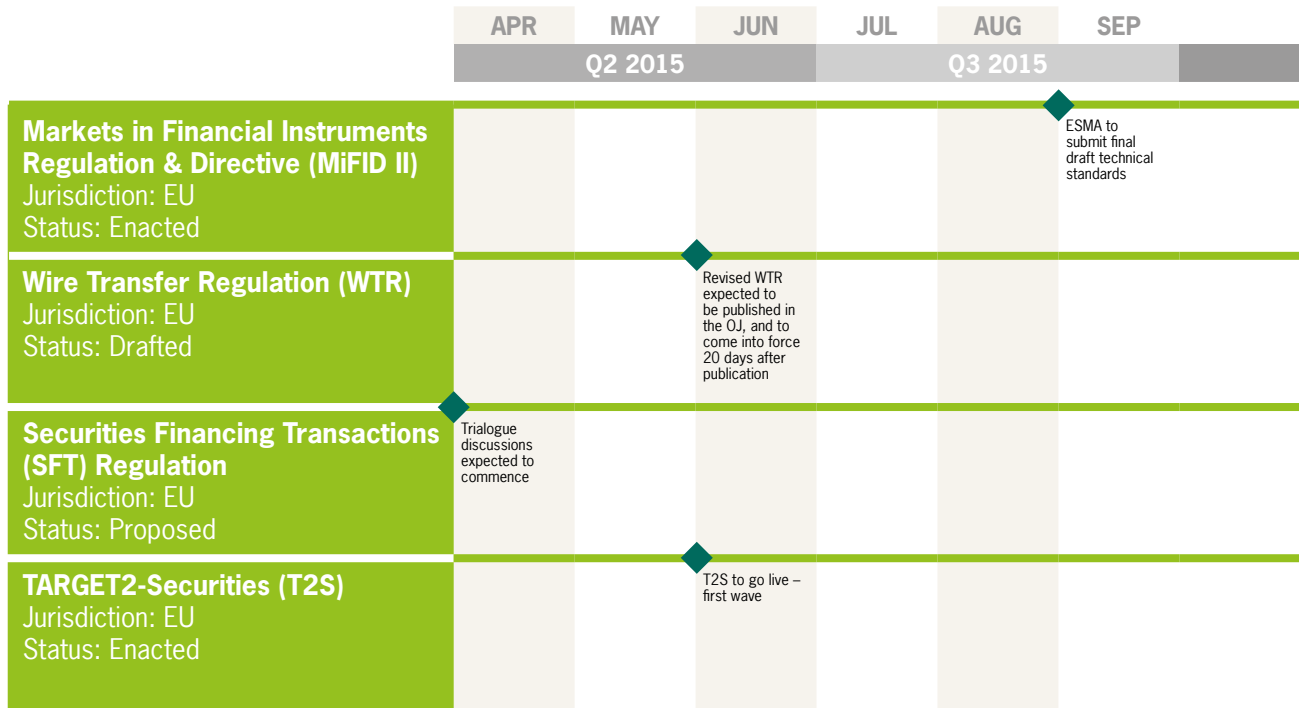 APR MAY JUN JUL AUG SEP
Q2 2015 Q3 2015
Markets in Financial Instruments
Regulation & Directive (MiFID II)
Jurisdiction: EU
Status: Enacted
ESMA to
submit final
draft technical
standards
Wire Transfer Regulation (WTR)
Jurisdiction: EU
Status: Drafted
Revised WTR
expected to
be published in
the OJ, and to
come into force
20 days after
publication
Securities Financing Transactions
(SFT) Regulation
Jurisdiction: EU
Status: Proposed
Trialogue
discussions
expected to
commence
TARGET2-Securities (T2S)
Jurisdiction: EU
Status: Enacted
T2S to go live –
first wave